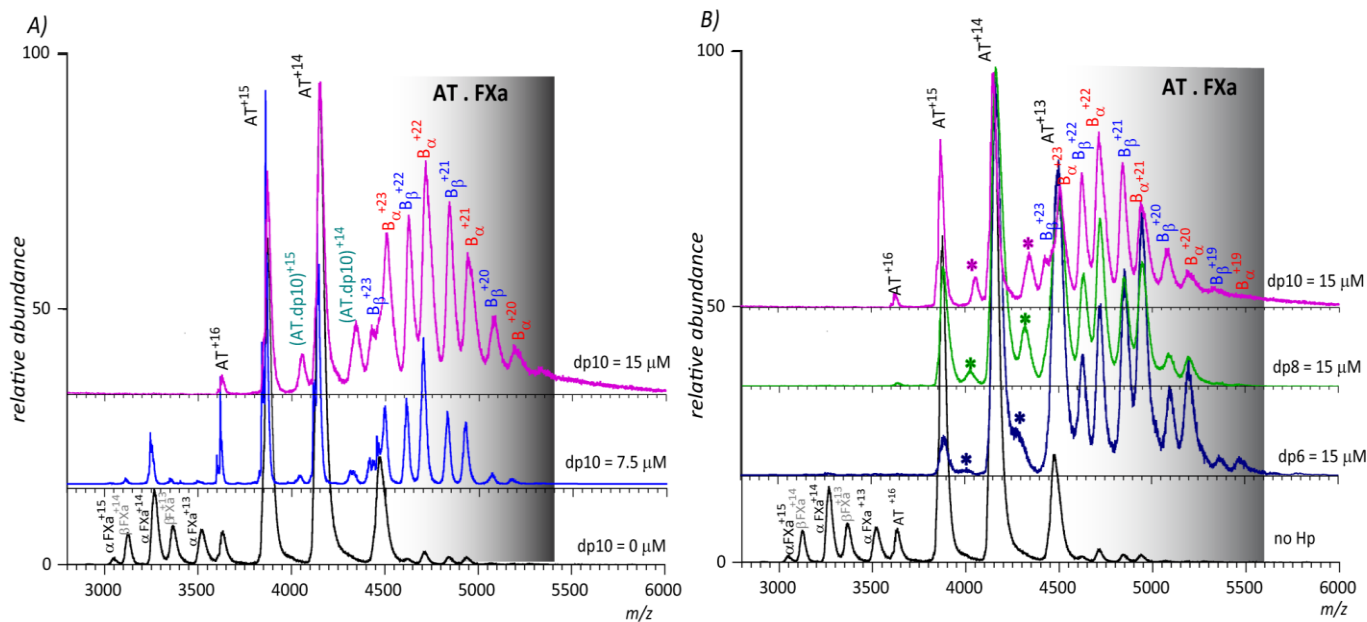 A)
100
50
0
relative abundance
AT . FXa
AT+16
AT+15
(AT.dp10)+15
AT+14
(AT.dp10)+14
Bβ+23
Bα+23
Bβ+22
Bα+22
Bβ+21
Bα+21
Bβ+20
Bα+20
dp10 = 15 μM
dp10 = 7.5 μM
αFXa+15
βFXa+14
αFXa+14
βFXa+13
αFXa+13
dp10 = 0 μM
3000 3500 4000 4500 5000 5500 6000
m/z
B)
100
50
0
relative abundance
AT . FXa
AT+16
AT+15
*
AT+14
*
Bβ+23
AT+13
Bα+23
Bβ+22
Bα+22
Bβ+21
Bα+21
Bβ+20
Bα+20
Bβ+19
Bα+19
dp10 = 15 μM
* *
dp8 = 15 μM
* *
dp6 = 15 μM
αFXa+15
βFXa+14
αFXa+14
βFXa+13
αFXa+13
AT+16
no Hp
3000 3500 4000 4500 5000 5500 6000
m/z